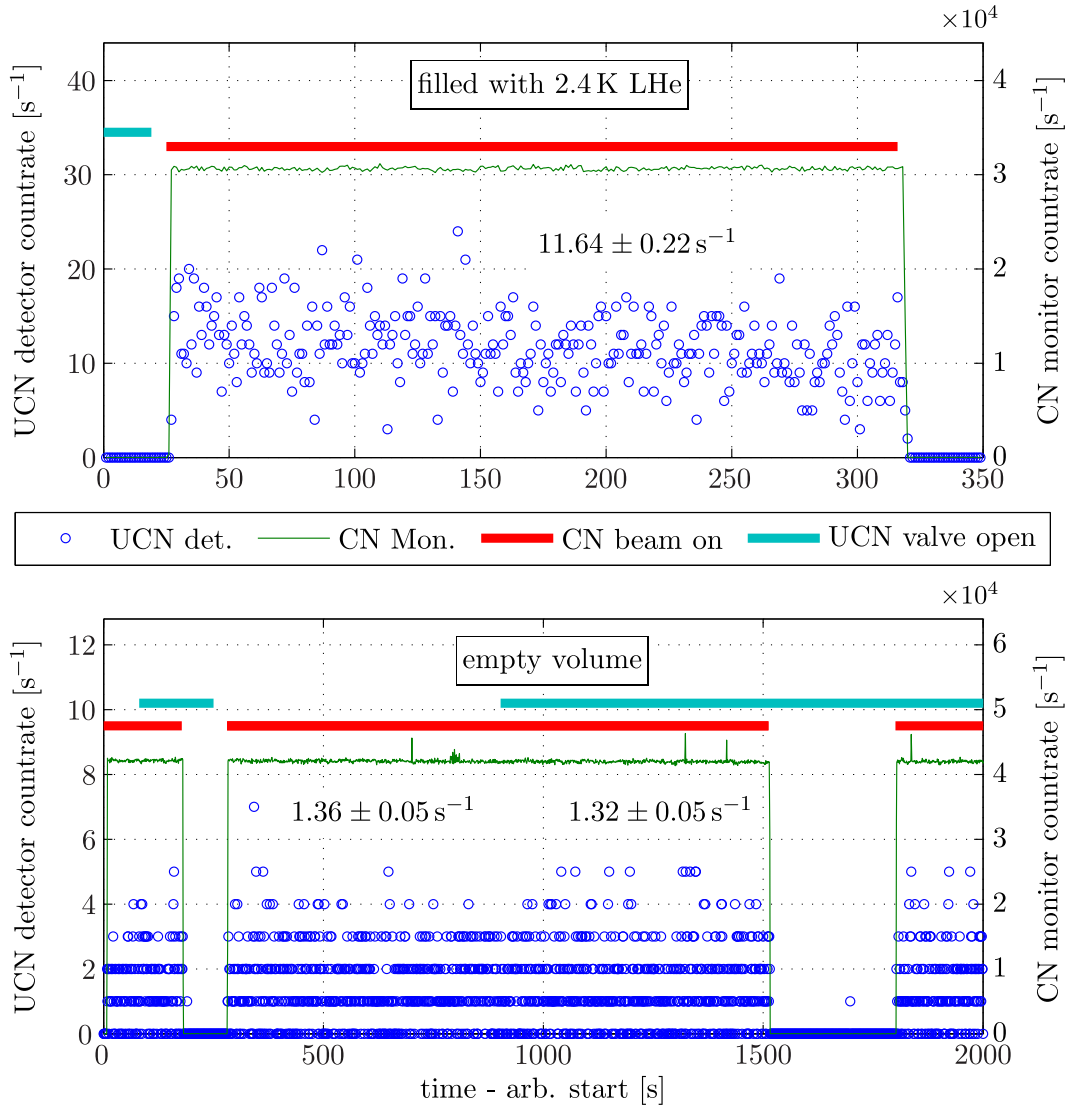 ×10⁴
UCN detector countrate [s⁻¹]
CN monitor countrate [s⁻¹]
filled with 2.4 K LHe
40
30
20
10
0
4
3
2
1
0
11.64 ± 0.22 s⁻¹
0 50 100 150 200 250 300 350
UCN det. CN Mon. CN beam on UCN valve open
×10⁴
UCN detector countrate [s⁻¹]
CN monitor countrate [s⁻¹]
empty volume
12
10
8
6
4
2
0
6
5
4
3
2
1
0
1.36 ± 0.05 s⁻¹ 1.32 ± 0.05 s⁻¹
0 500 1000 1500 2000
time - arb. start [s]